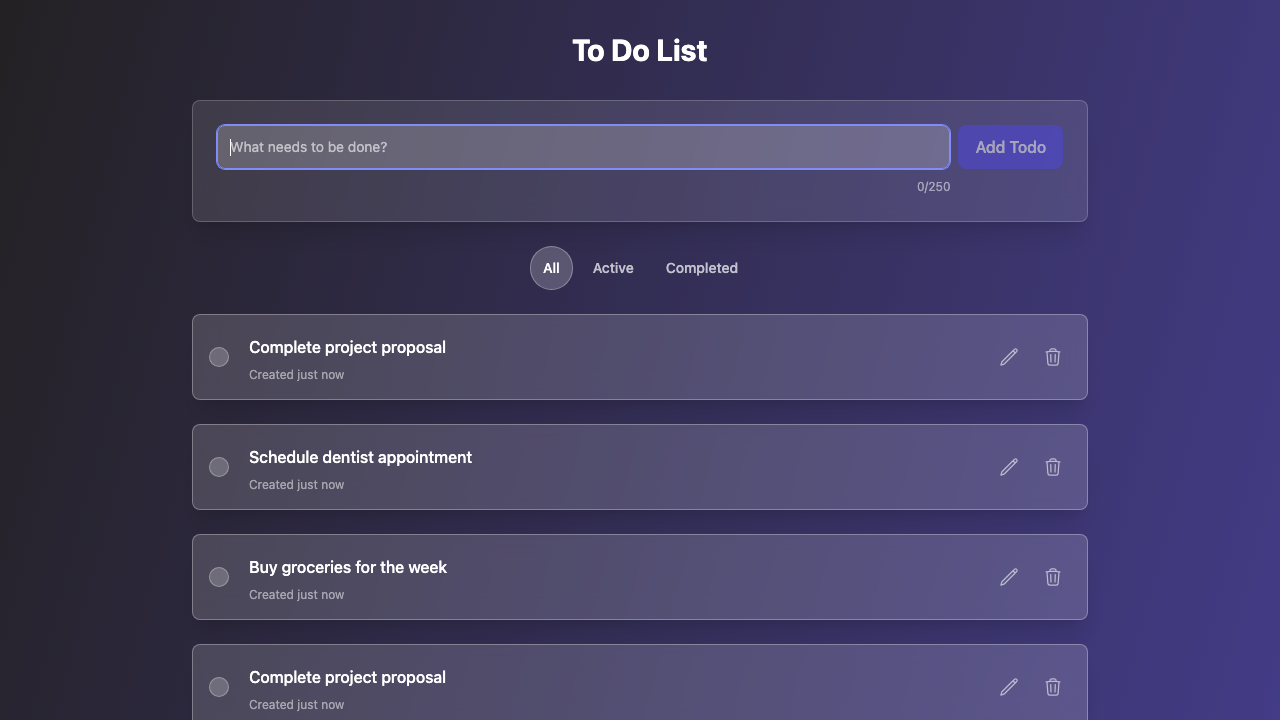 To Do List
What needs to be done?
Add Todo
0/250
All
Active
Completed
Complete project proposal
Created just now
Schedule dentist appointment
Created just now
Buy groceries for the week
Created just now
Complete project proposal
Created just now